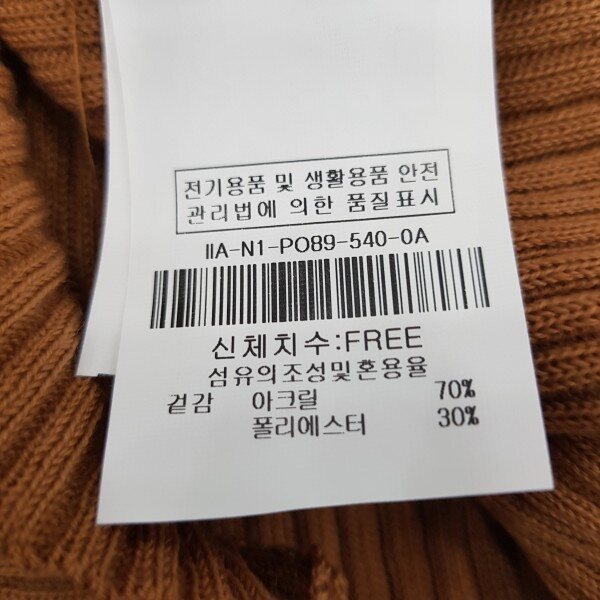 전기용품 및 생활용품 안전
관리법에 의한 품질표시
IIA-N1-PO89-540-0A
신체치수:FREE
섬유의조성및혼용율
겉감 아크릴 70%
폴리에스터 30%